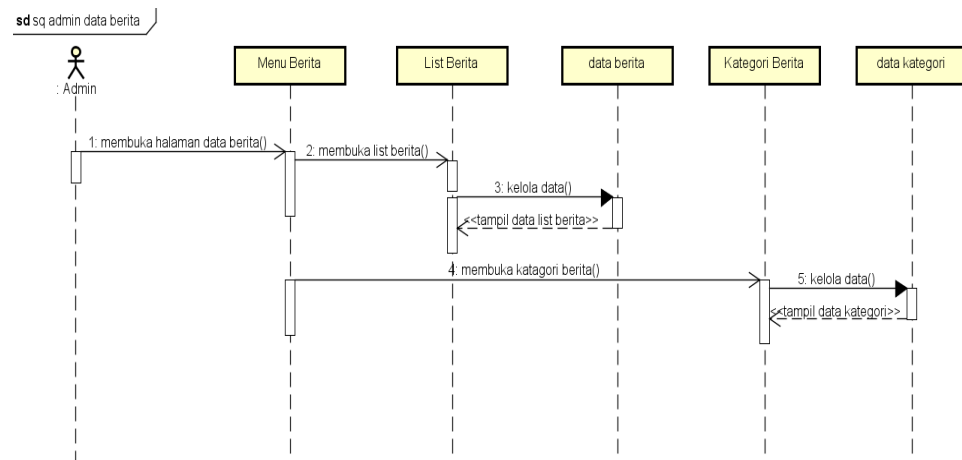 sd sq admin data berita
: Admin
Menu Berita
List Berita
data berita
Kategori Berita
data kategori
1: membuka halaman data berita()
2: membuka list berita()
3: kelola data()
<<tampil data list berita>>
4: membuka katagori berita()
5: kelola data()
<<tampil data kategori>>